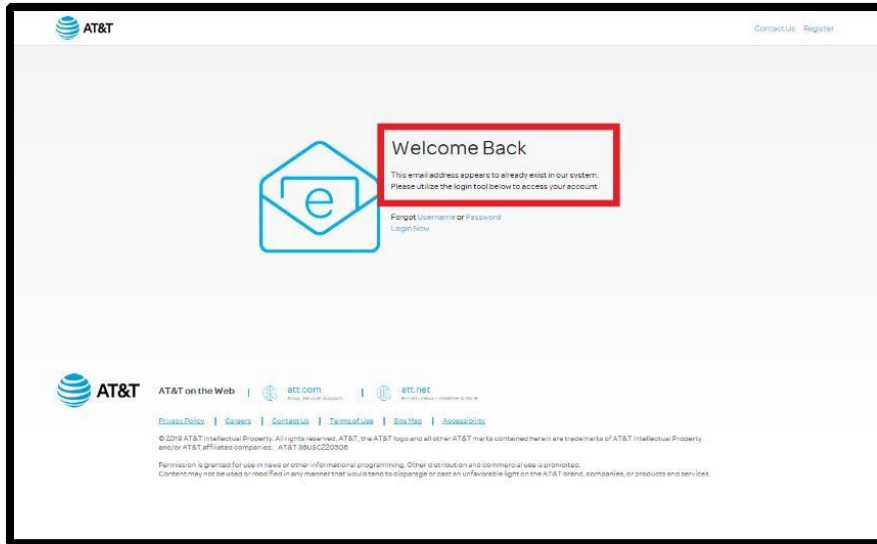 AT&T
Contact Us Register
Welcome Back
This email address appears to already exist in our system.
Please utilize the login tool below to access your account.
e
Forgot Username or Password
Login Now
AT&T
AT&T on the Web | att.com | att.net
Shop, Service, Support
Privacy Policy | Careers | Contact Us | Terms of Use | Site Map | Accessibility
© 2019 AT&T Intellectual Property. All rights reserved. AT&T, the AT&T logo and all other AT&T marks contained herein are trademarks of AT&T Intellectual Property
and/or AT&T affiliated companies. AT&T 36USC220506
Permission is granted for use in news or other informational programming. Other distribution and commercial use is prohibited.
Content may not be used or modified in any manner that would tend to disparage or cast an unfavorable light on the AT&T brand, companies, or products and services.